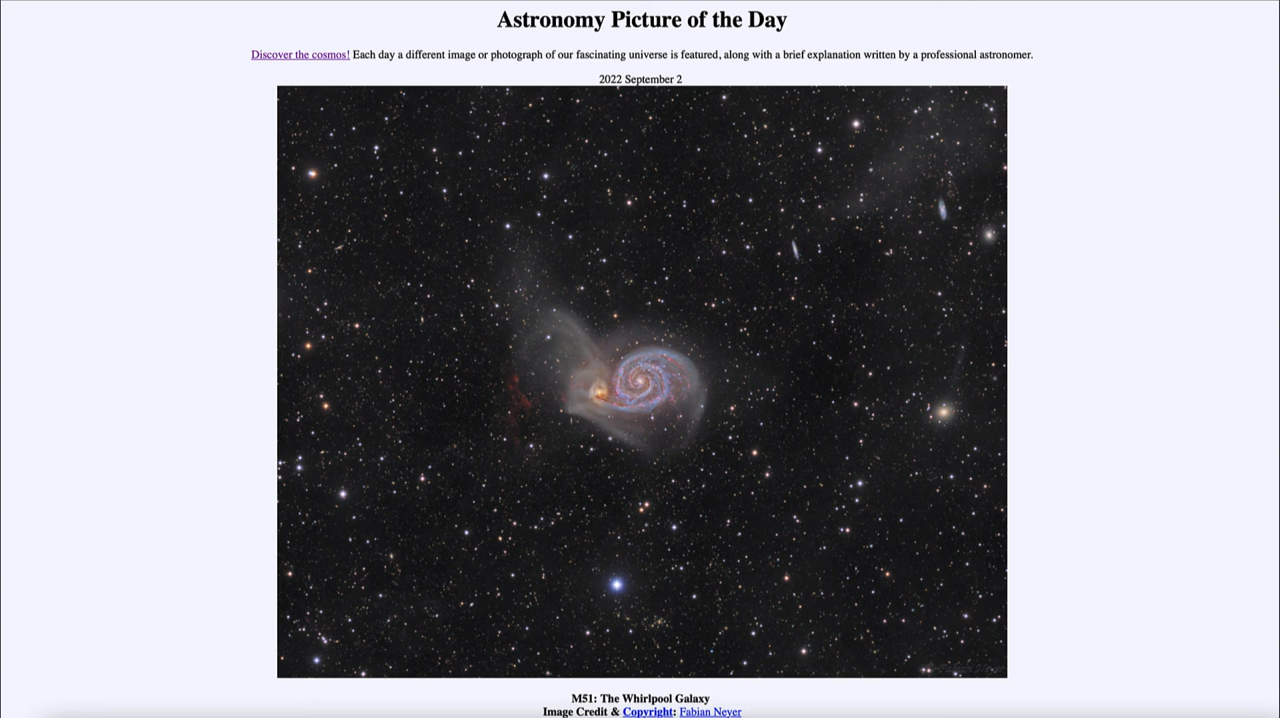 Astronomy Picture of the Day
Discover the cosmos! Each day a different image or photograph of our fascinating universe is featured, along with a brief explanation written by a professional astronomer.
2022 September 2
M51: The Whirlpool Galaxy
Image Credit & Copyright: Fabian Neyer